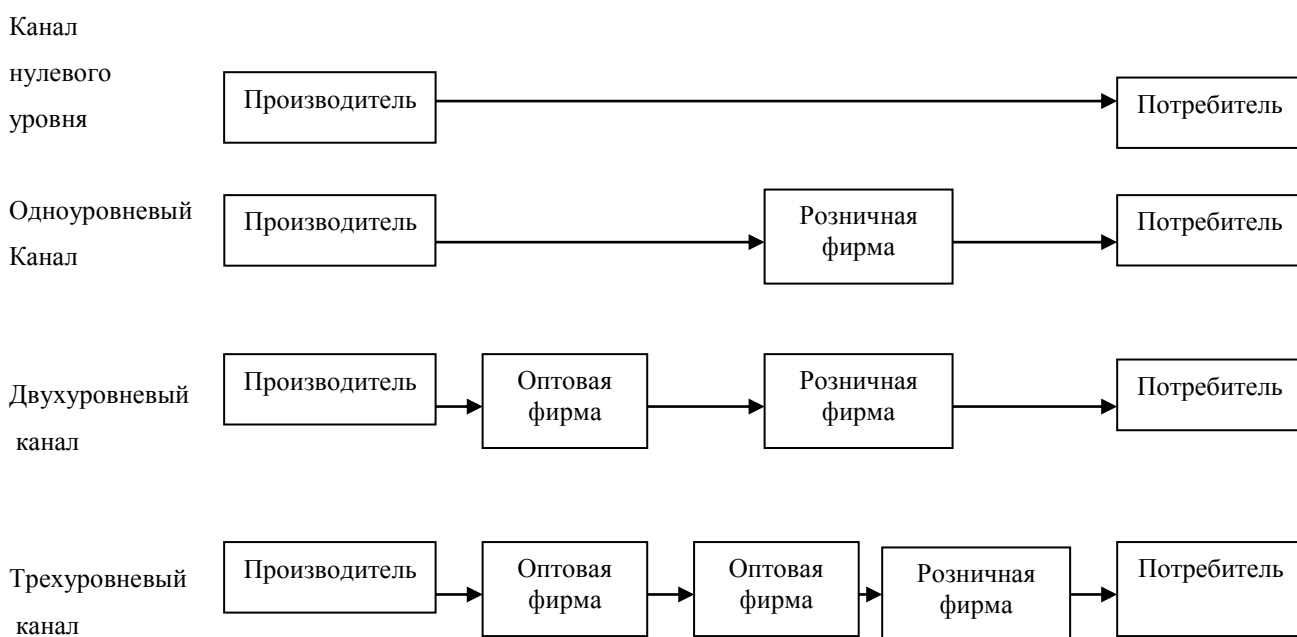 Канал
нулевого
уровня
Производитель
Потребитель
Одноуровневый
Канал
Производитель
Розничная
фирма
Потребитель
Двухуровневый
канал
Производитель
Оптовая
фирма
Розничная
фирма
Потребитель
Трехуровневый
канал
Производитель
Оптовая
фирма
Оптовая
фирма
Розничная
фирма
Потребитель